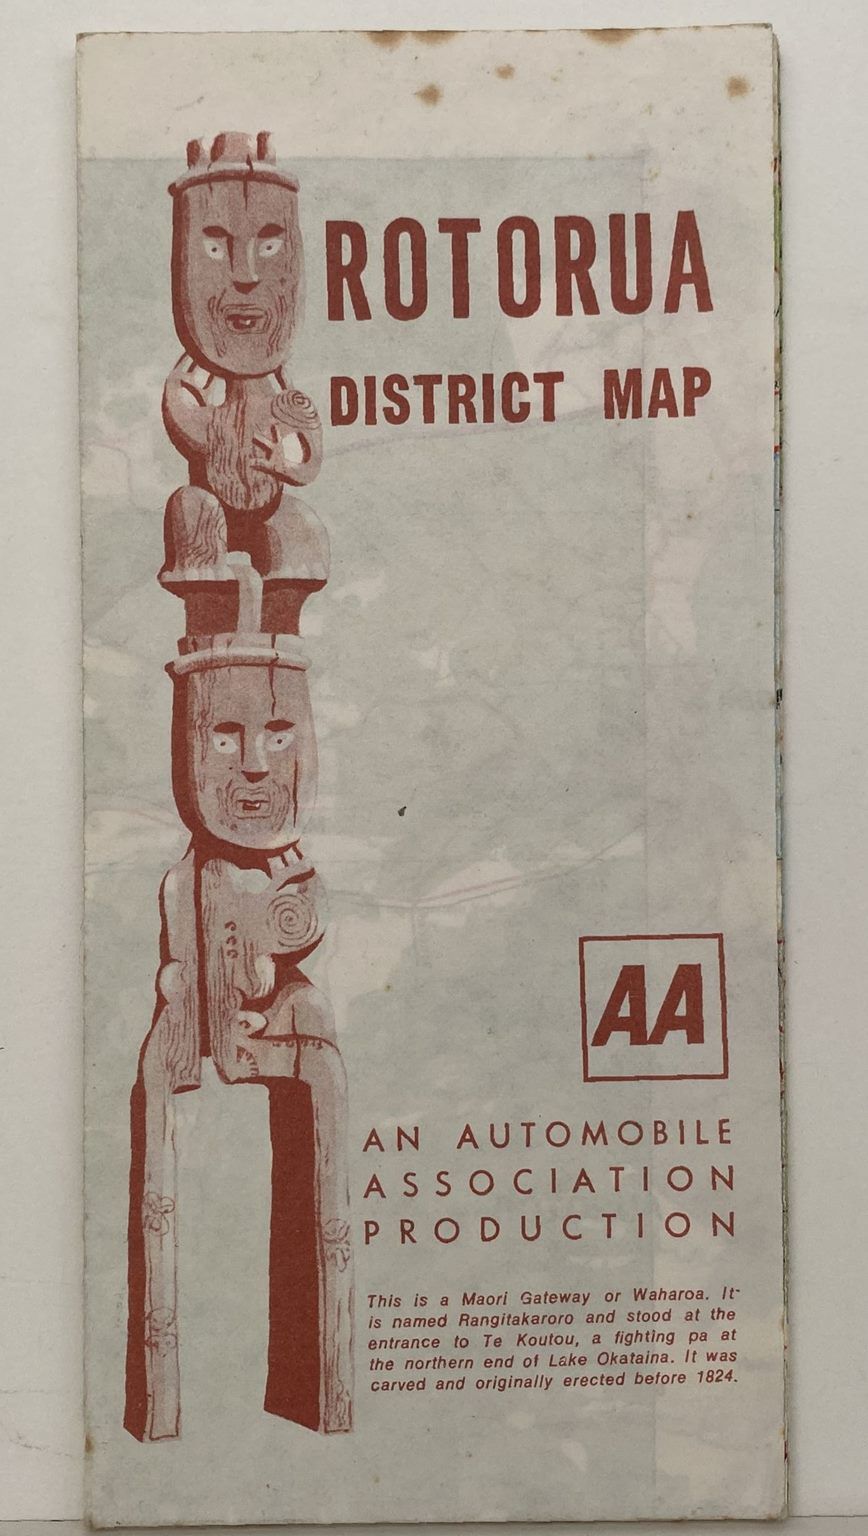 ROTORUA
DISTRICT MAP
AA
AN AUTOMOBILE
ASSOCIATION
PRODUCTION
This is a Maori Gateway or Waharoa. It
is named Rangitakaroro and stood at the
entrance to Te Koutou, a fighting pa at
the northern end of Lake Okataina. It was
carved and originally erected before 1824.